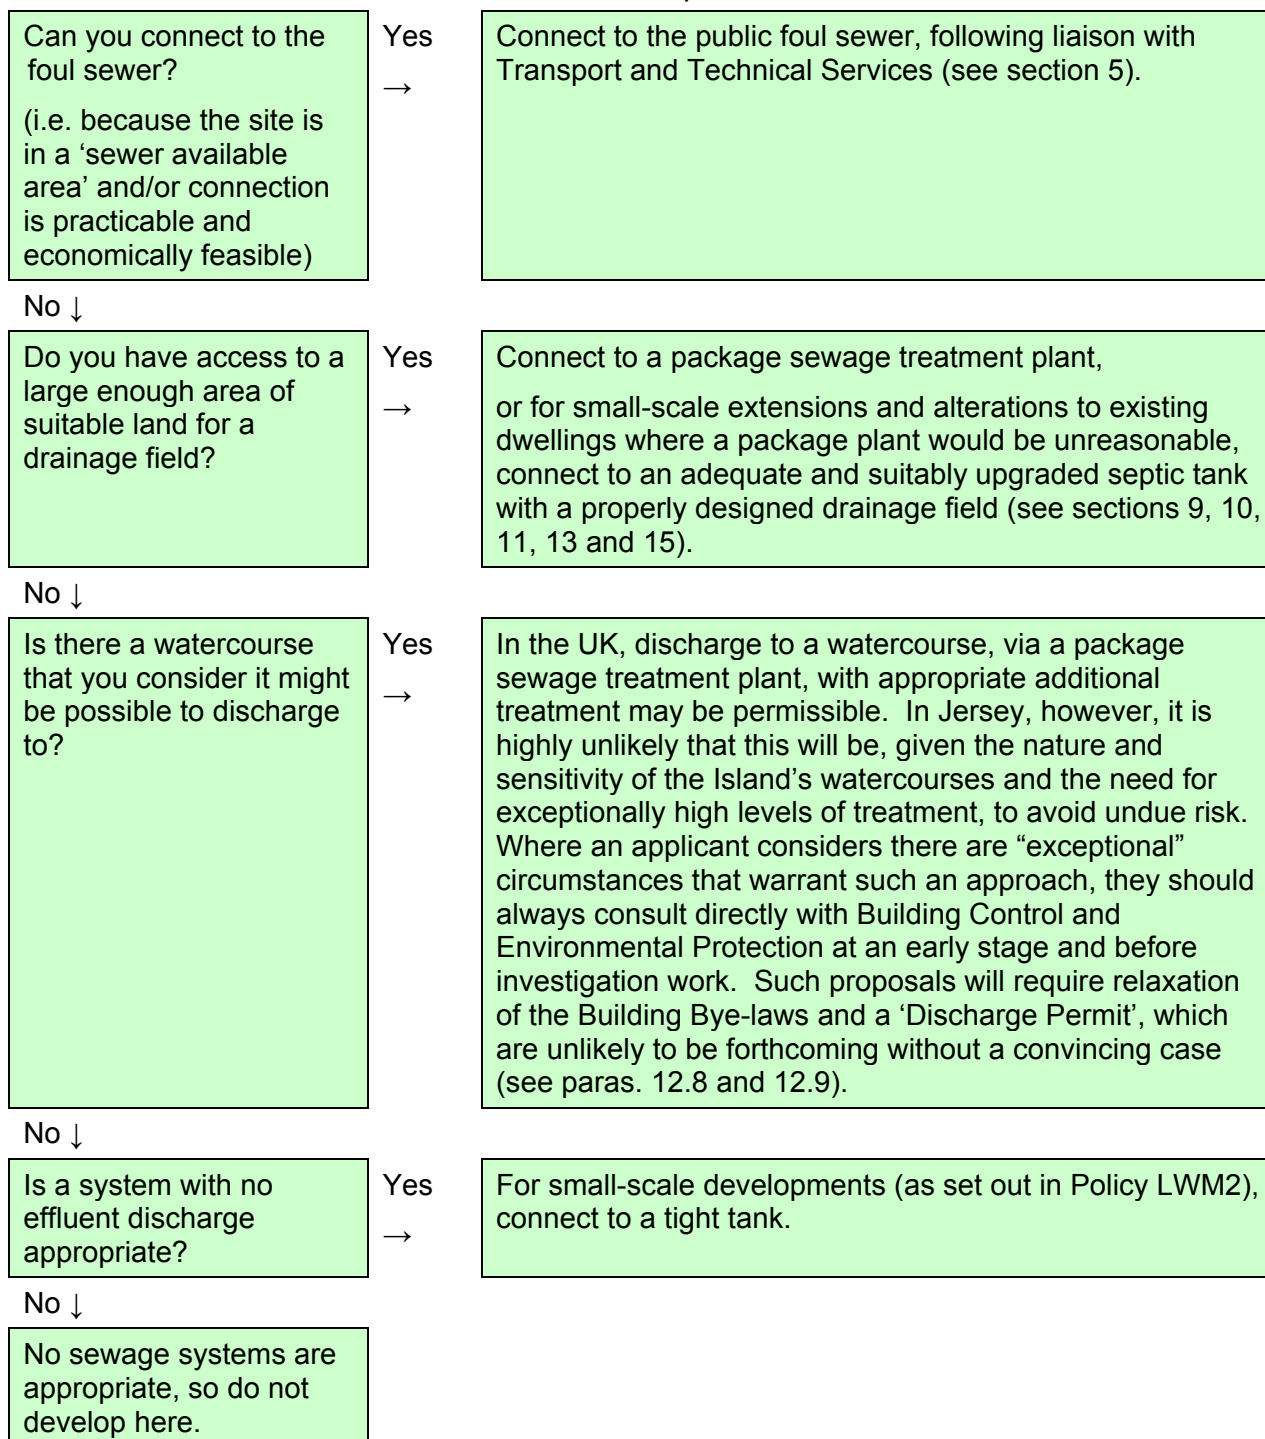 Can you connect to the
foul sewer?
(i.e. because the site is
in a ‘sewer available
area’ and/or connection
is practicable and
economically feasible)
Yes
→
Connect to the public foul sewer, following liaison with
Transport and Technical Services (see section 5).
No ↓
Do you have access to a
large enough area of
suitable land for a
drainage field?
Yes
→
Connect to a package sewage treatment plant,
or for small-scale extensions and alterations to existing
dwellings where a package plant would be unreasonable,
connect to an adequate and suitably upgraded septic tank
with a properly designed drainage field (see sections 9, 10,
11, 13 and 15).
No ↓
Is there a watercourse
that you consider it might
be possible to discharge
to?
Yes
→
In the UK, discharge to a watercourse, via a package
sewage treatment plant, with appropriate additional
treatment may be permissible.  In Jersey, however, it is
highly unlikely that this will be, given the nature and
sensitivity of the Island’s watercourses and the need for
exceptionally high levels of treatment, to avoid undue risk.
Where an applicant considers there are “exceptional”
circumstances that warrant such an approach, they should
always consult directly with Building Control and
Environmental Protection at an early stage and before
investigation work.  Such proposals will require relaxation
of the Building Bye-laws and a ‘Discharge Permit’, which
are unlikely to be forthcoming without a convincing case
(see paras. 12.8 and 12.9).
No ↓
Is a system with no
effluent discharge
appropriate?
Yes
→
For small-scale developments (as set out in Policy LWM2),
connect to a tight tank.
No ↓
No sewage systems are
appropriate, so do not
develop here.